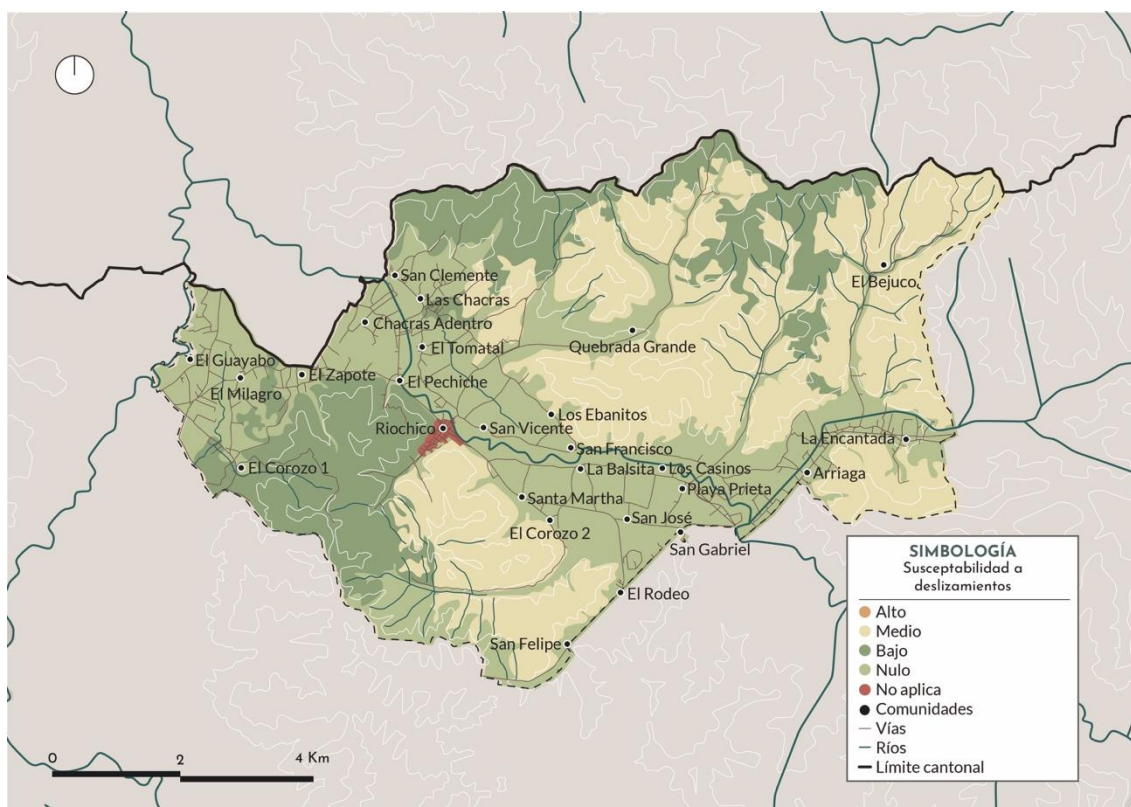 San Clemente
Las Chacras
Chacras Adentro
El Tomatal
El Guayabo
El Milagro
El Zapote
El Pechiche
Quebrada Grande
El Bejuco
Riochico
San Vicente
Los Ebanitos
San Francisco
La Encantada
El Corozo 1
La Balsita
Los Casinos
Arriaga
Playa Prieta
Santa Martha
El Corozo 2
San José
San Gabriel
El Rodeo
San Felipe
0 2 4 Km
SIMBOLOGÍA
Susceptabilidad a
deslizamientos
Alto
Medio
Bajo
Nulo
No aplica
Comunidades
Vías
Ríos
Límite cantonal